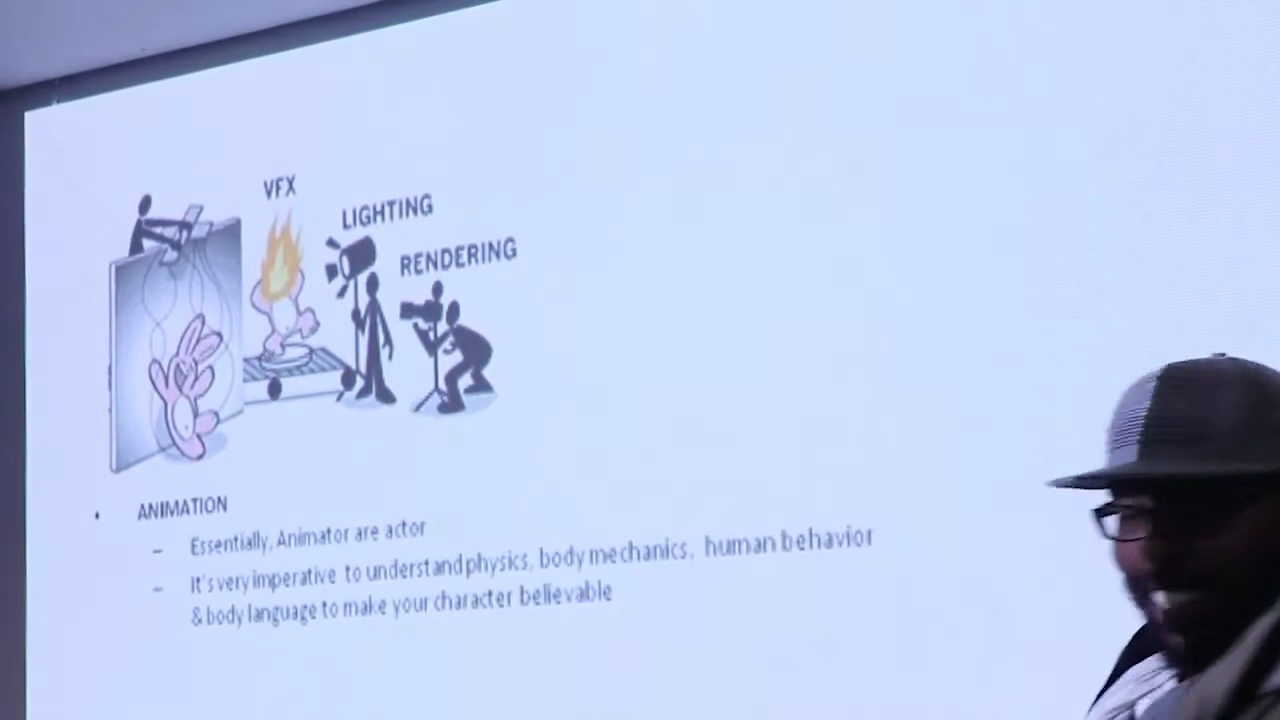 VFX
LIGHTING
RENDERING
• ANIMATION
– Essentially, Animator are actor
– It's very imperative to understand physics, body mechanics, human behavior
& body language to make your character believable